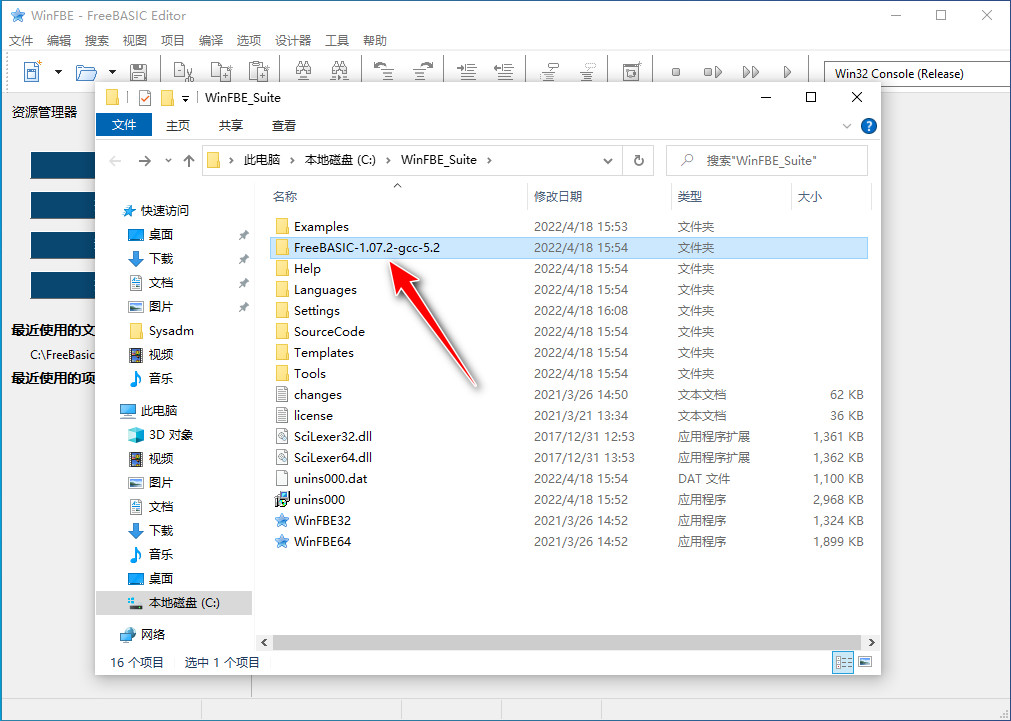 WinFBE - FreeBASIC Editor
文件 编辑 搜索 视图 项目 编译 选项 设计器 工具 帮助
Win32 Console (Release)
资源管理器
最近使用的文
C:\FreeBasic
最近使用的项
WinFBE_Suite
文件 主页 共享 查看
此电脑 本地磁盘 (C:) WinFBE_Suite
搜索"WinFBE_Suite"
快速访问
桌面
下载
文档
图片
Sysadm
视频
音乐
此电脑
3D 对象
视频
图片
文档
下载
音乐
桌面
本地磁盘 (C:)
网络
名称 修改日期 类型 大小
Examples 2022/4/18 15:53 文件夹
FreeBASIC-1.07.2-gcc-5.2 2022/4/18 15:54 文件夹
Help 2022/4/18 15:54 文件夹
Languages 2022/4/18 15:54 文件夹
Settings 2022/4/18 16:08 文件夹
SourceCode 2022/4/18 15:54 文件夹
Templates 2022/4/18 15:54 文件夹
Tools 2022/4/18 15:54 文件夹
changes 2021/3/26 14:50 文本文档 62 KB
license 2021/3/21 13:34 文本文档 36 KB
SciLexer32.dll 2017/12/31 12:53 应用程序扩展 1,361 KB
SciLexer64.dll 2017/12/31 13:53 应用程序扩展 1,362 KB
unins000.dat 2022/4/18 15:54 DAT 文件 1,100 KB
unins000 2022/4/18 15:52 应用程序 2,968 KB
WinFBE32 2021/3/26 14:52 应用程序 1,324 KB
WinFBE64 2021/3/26 14:52 应用程序 1,899 KB
16 个项目 选中 1 个项目